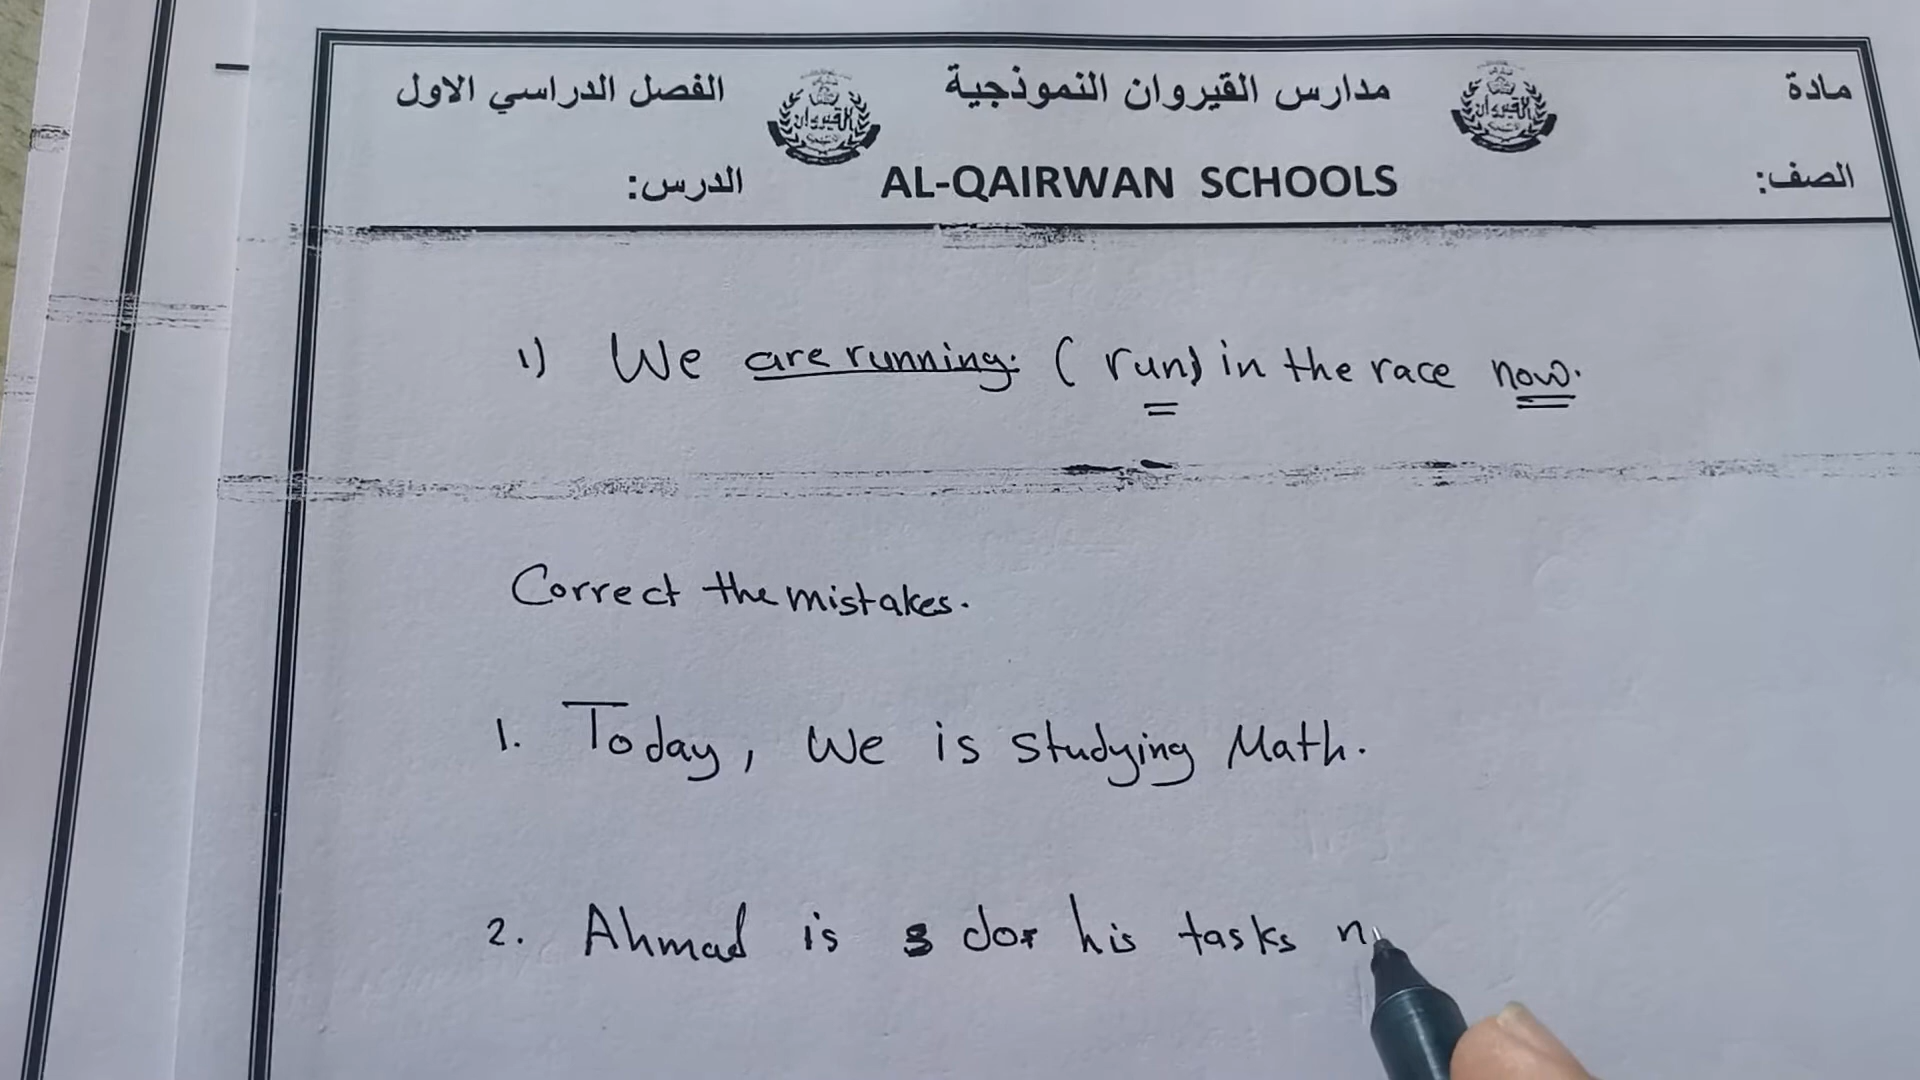 مادة مدارس القيروان النموذجية الفصل الدراسي الاول
الصف: AL-QAIRWAN SCHOOLS الدرس:
1) We are running. (run) in the race now.
Correct the mistakes.
1. Today, We is studying Math.
2. Ahmad is his tasks